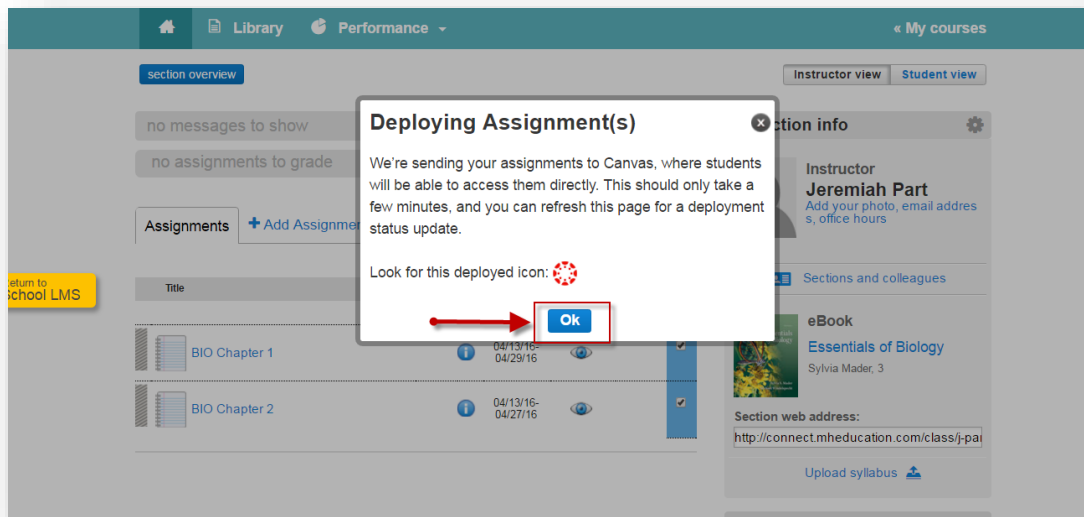 Library
Performance
« My courses
section overview
Instructor view
Student view
no messages to show
no assignments to grade
Assignments
+ Add Assignmen
Title
Deploying Assignment(s)
We're sending your assignments to Canvas, where students
will be able to access them directly. This should only take a
few minutes, and you can refresh this page for a deployment
status update.
Look for this deployed icon:
Ok
ction info
Instructor
Jeremiah Part
Add your photo, email addres
s, office hours
Return to
School LMS
Sections and colleagues
BIO Chapter 1
04/13/16-
04/29/16
BIO Chapter 2
04/13/16-
04/27/16
eBook
Essentials of Biology
Sylvia Mader, 3
Section web address:
http://connect.mheducation.com/class/j-pai
Upload syllabus